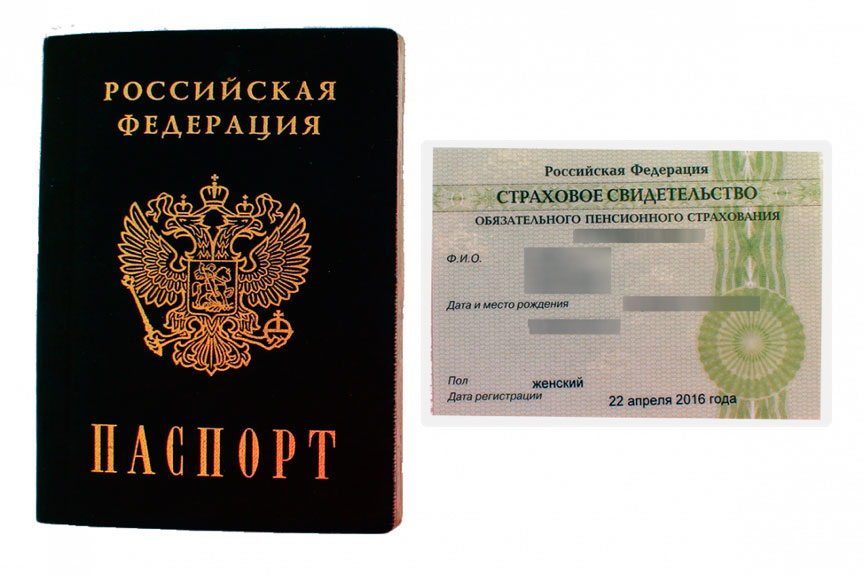 РОССИЙСКАЯ
ФЕДЕРАЦИЯ
ПАСПОРТ
Российская Федерация
СТРАХОВОЕ СВИДЕТЕЛЬСТВО
ОБЯЗАТЕЛЬНОГО ПЕНСИОННОГО СТРАХОВАНИЯ
Ф.И.О.
Дата и место рождения
Пол женский
Дата регистрации 22 апреля 2016 года